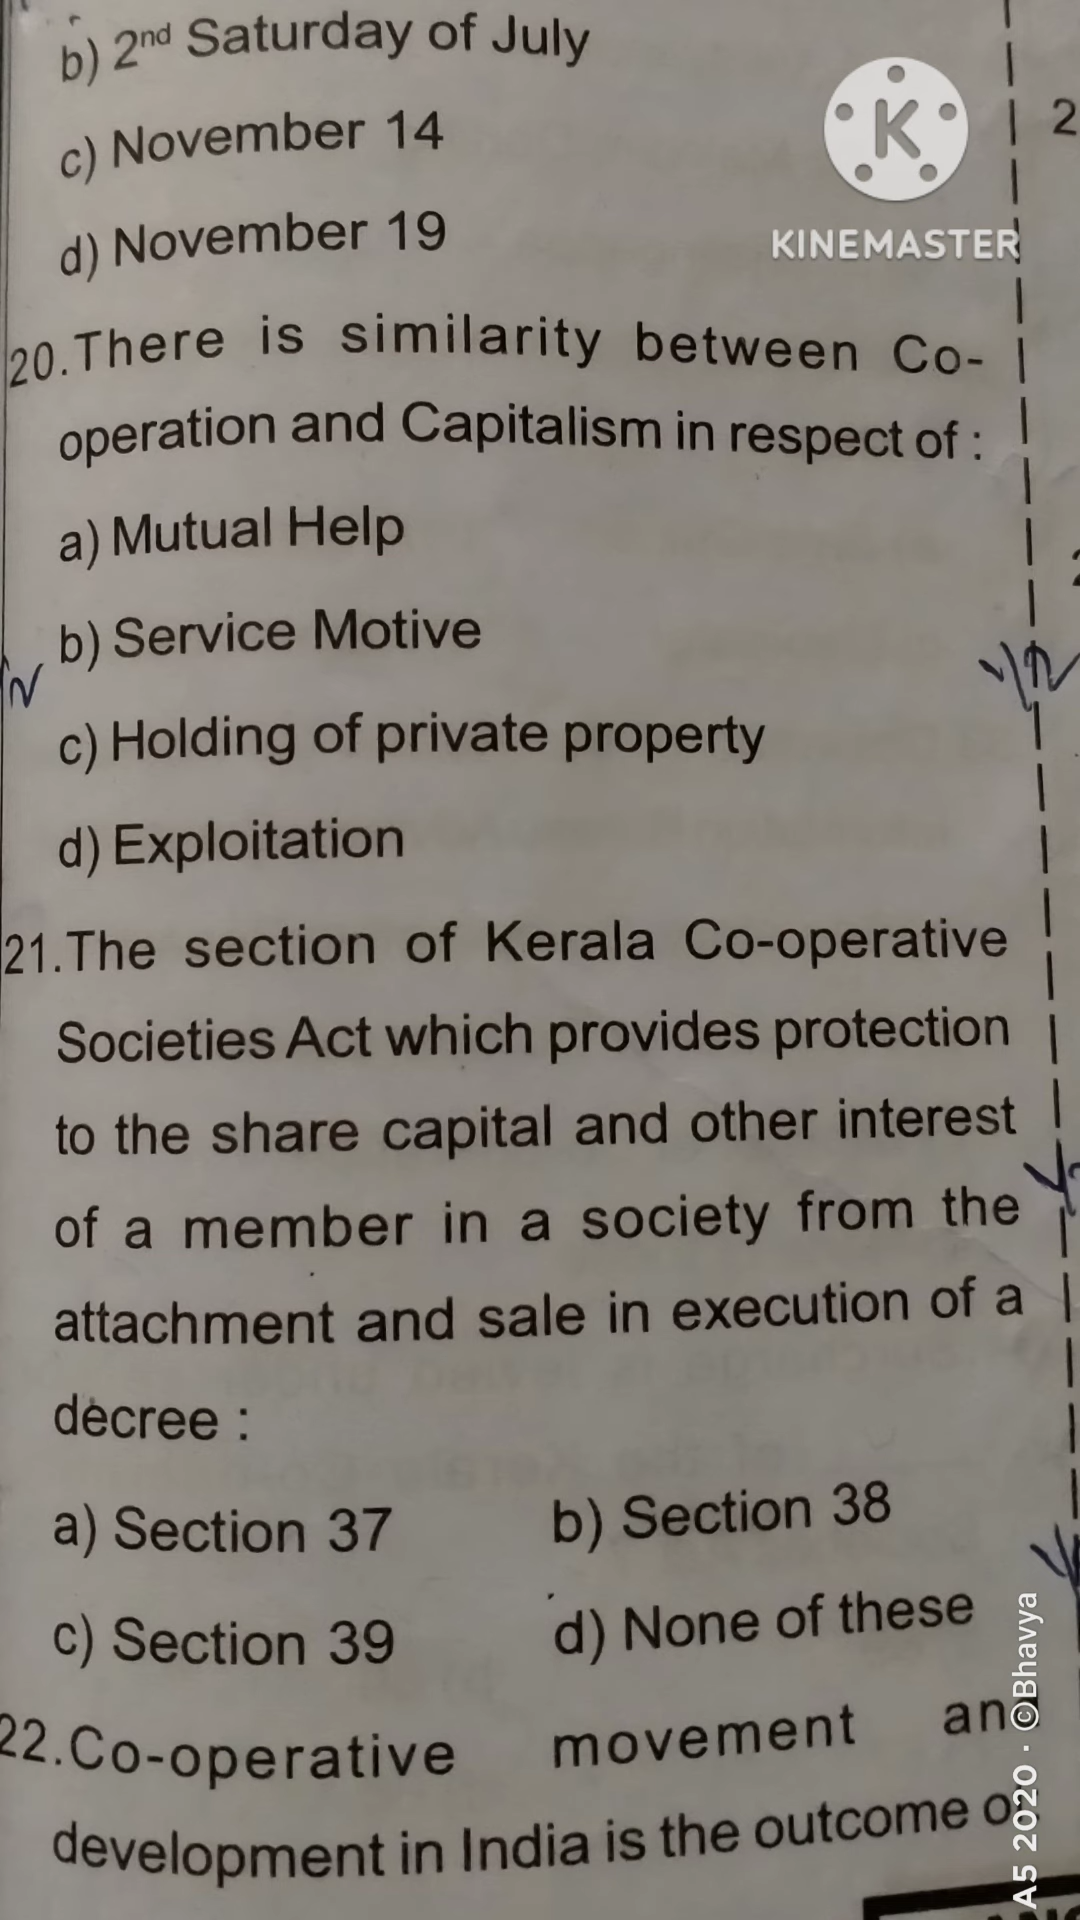 b) 2nd Saturday of July
c) November 14
2
d) November 19
KINEMASTER
20. There is similarity between Co-
operation and Capitalism in respect of :
a) Mutual Help
b) Service Motive
c) Holding of private property
d) Exploitation
21. The section of Kerala Co-operative
Societies Act which provides protection
to the share capital and other interest
of a member in a society from the
attachment and sale in execution of a
decree :
a) Section 37 b) Section 38
c) Section 39 d) None of these
22. Co-operative movement and
development in India is the outcome of
A5 2020 · ©Bhavya